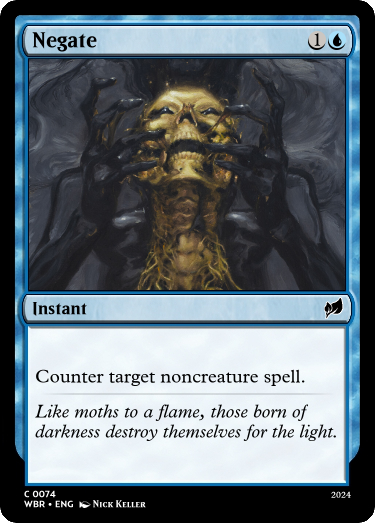 Negate 1
Instant
Counter target noncreature spell.
Like moths to a flame, those born of
darkness destroy themselves for the light.
C 0074 2024
WBR • ENG Nick Keller